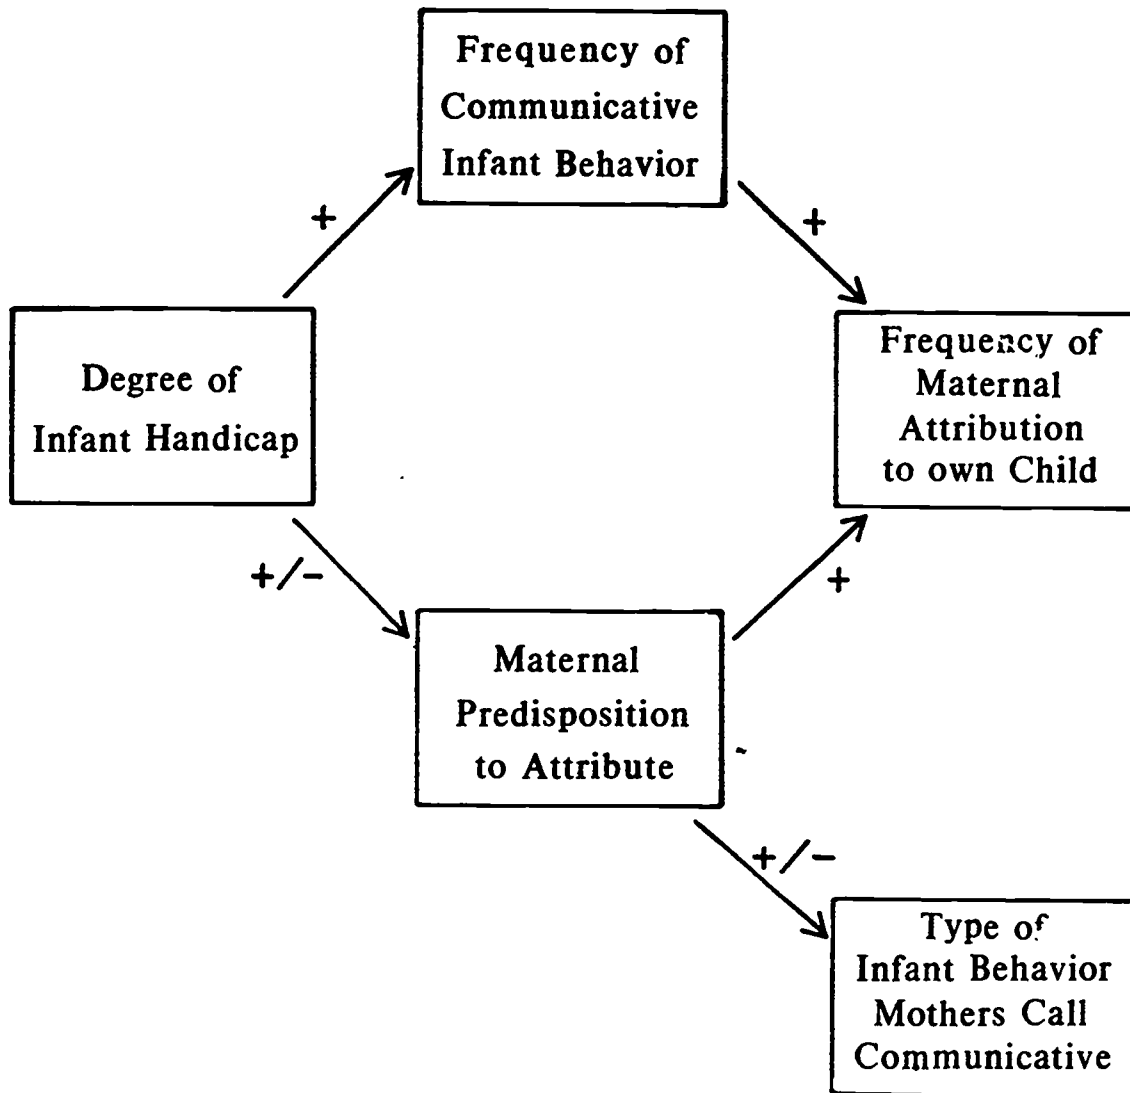 Frequency of
Communicative
Infant Behavior
+
+
Degree of
Infant Handicap
Frequency of
Maternal
Attribution
to own Child
+/-
+
Maternal
Predisposition
to Attribute
+/-
Type of
Infant Behavior
Mothers Call
Communicative